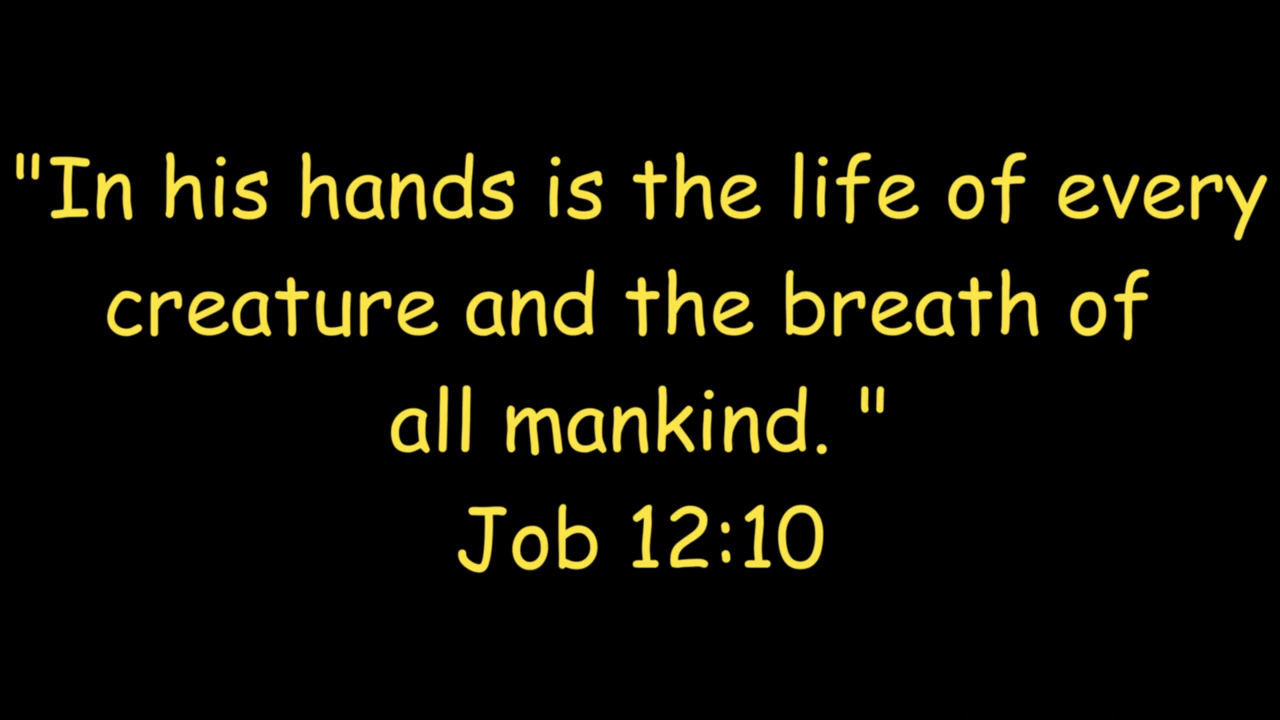 "In his hands is the life of every
creature and the breath of
all mankind. "
Job 12:10